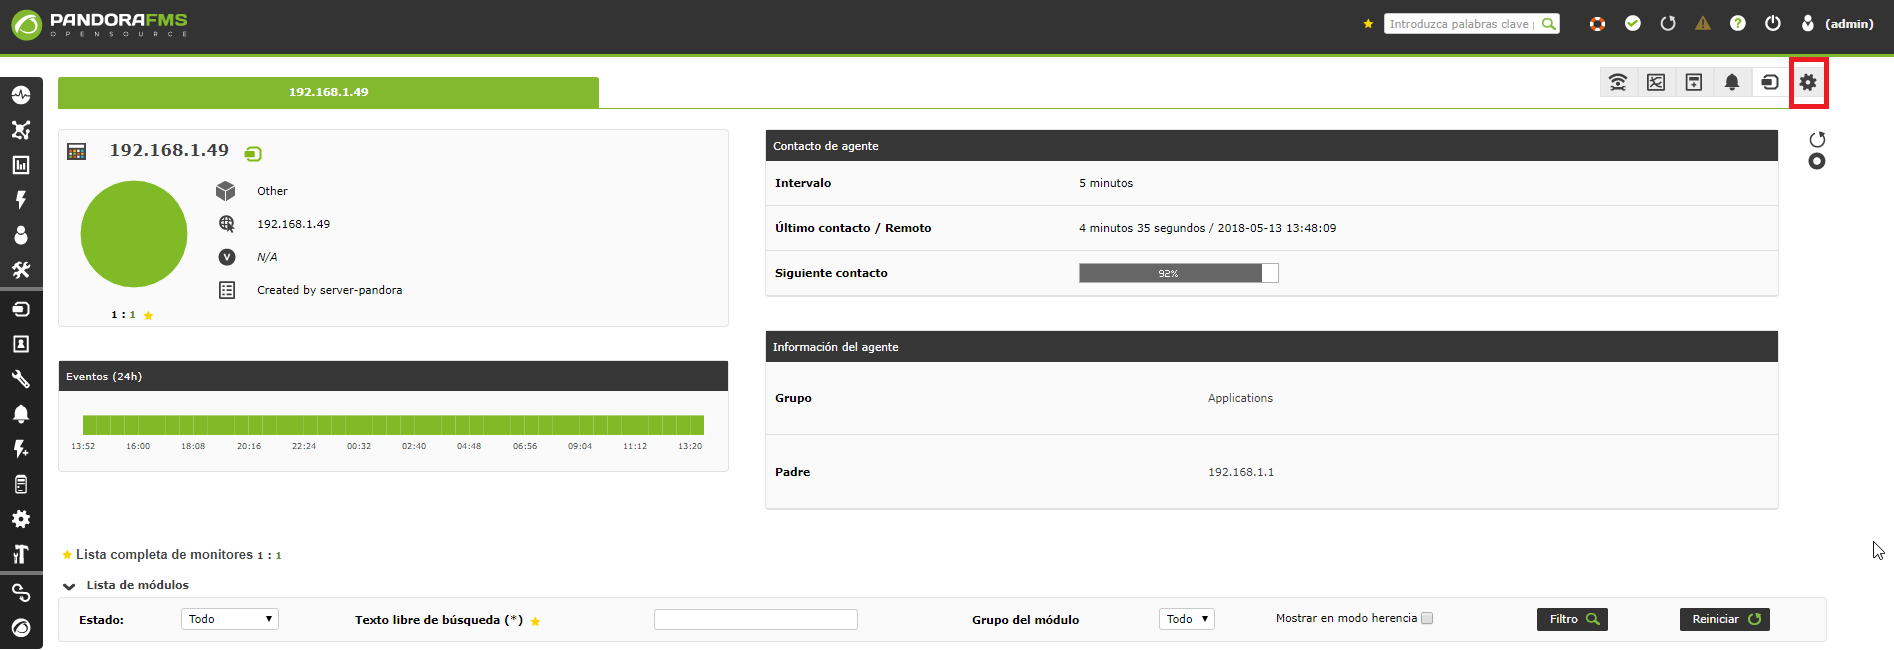 PANDORAFMS
OPENSOURCE
Introduzca palabras clave
(admin)
192.168.1.49
192.168.1.49
Other
192.168.1.49
N/A
Created by server-pandora
1 : 1
Contacto de agente
Intervalo 5 minutos
Último contacto / Remoto 4 minutos 35 segundos / 2018-05-13 13:48:09
Siguiente contacto 92%
Información del agente
Grupo Applications
Padre 192.168.1.1
Eventos (24h)
13:52 16:00 18:08 20:16 22:24 00:32 02:40 04:48 06:56 09:04 11:12 13:20
Lista completa de monitores 1 : 1
Lista de módulos
Estado: Todo Texto libre de búsqueda (*) Grupo del módulo Todo Mostrar en modo herencia Filtro Reiniciar